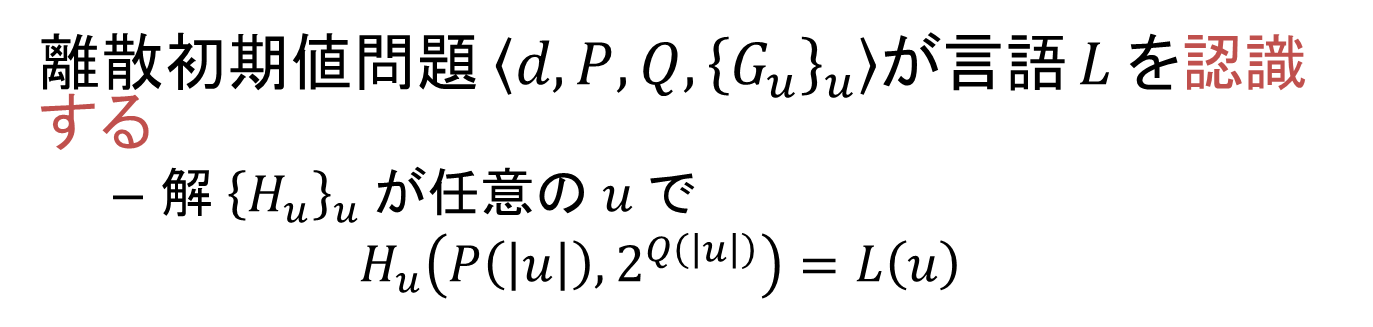 離散初期値問題 ⟨d, P, Q, {G_u}_u⟩が言語 L を認識
する
– 解 {H_u}_u が任意の u で
H_u(P(|u|), 2^{Q(|u|)}) = L(u)